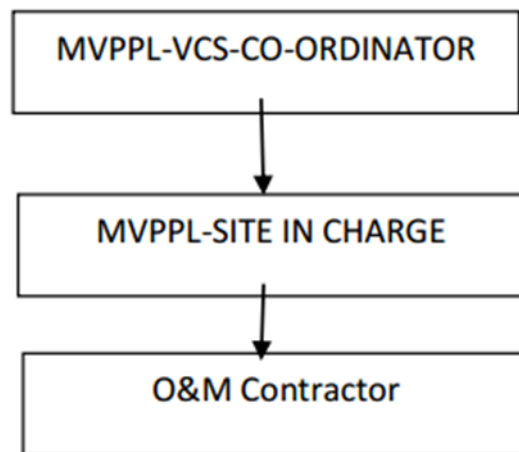 MVPPL-VCS-CO-ORDINATOR
MVPPL-SITE IN CHARGE
O&M Contractor